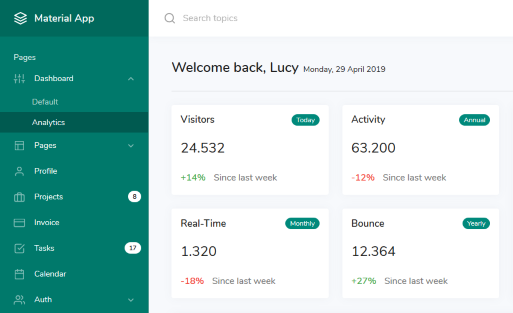 Material App
Search topics
Pages
Dashboard
Default
Analytics
Pages
Profile
Projects 8
Invoice
Tasks 17
Calendar
Auth
Welcome back, Lucy Monday, 29 April 2019
Visitors Today
24.532
+14% Since last week
Activity Annual
63.200
-12% Since last week
Real-Time Monthly
1.320
-18% Since last week
Bounce Yearly
12.364
+27% Since last week